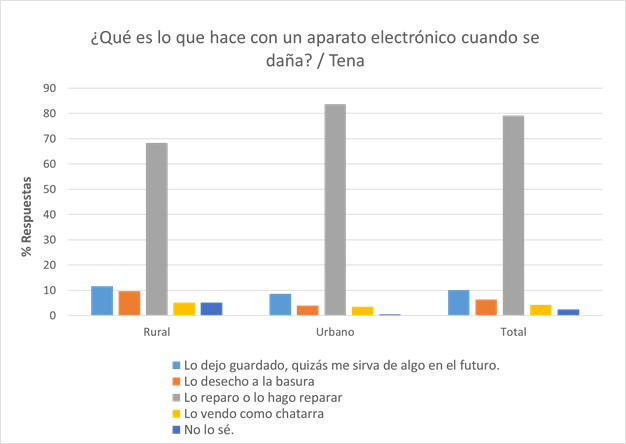 ¿Qué es lo que hace con un aparato electrónico cuando se
daña? / Tena
% Respuestas
90
80
70
60
50
40
30
20
10
0
Rural Urbano Total
Lo dejo guardado, quizás me sirva de algo en el futuro.
Lo desecho a la basura
Lo reparo o lo hago reparar
Lo vendo como chatarra
No lo sé.